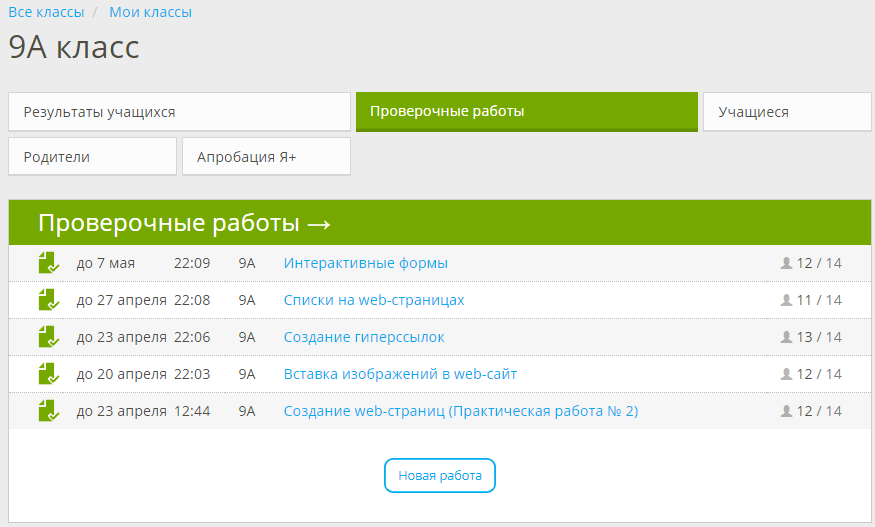 Все классы / Мои классы
9А класс
Результаты учащихся Проверочные работы Учащиеся
Родители Апробация Я+
Проверочные работы →
до 7 мая 22:09 9А Интерактивные формы 12 / 14
до 27 апреля 22:08 9А Списки на web-страницах 11 / 14
до 23 апреля 22:06 9А Создание гиперссылок 13 / 14
до 20 апреля 22:03 9А Вставка изображений в web-сайт 12 / 14
до 23 апреля 12:44 9А Создание web-страниц (Практическая работа № 2) 12 / 14
Новая работа